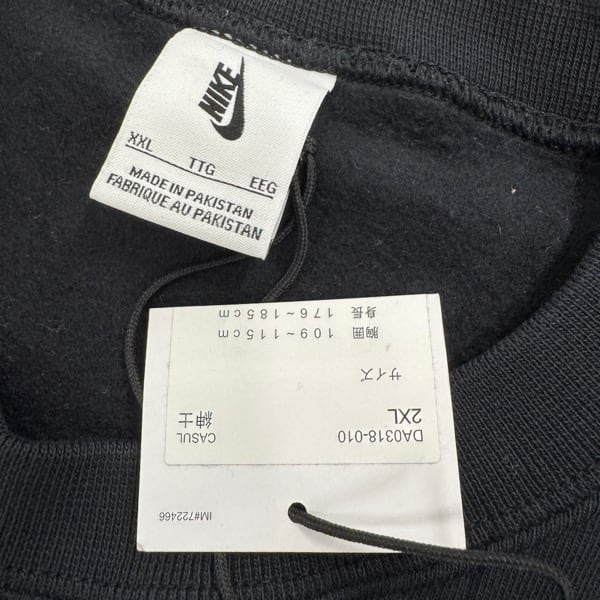 NIKE
XXL TTG EEG
MADE IN PAKISTAN
FABRIQUE AU PAKISTAN
IM#722466
DA0318-010 CASUL
2XL 紳士
サイズ
胸囲 109~115cm
身長 176~185cm